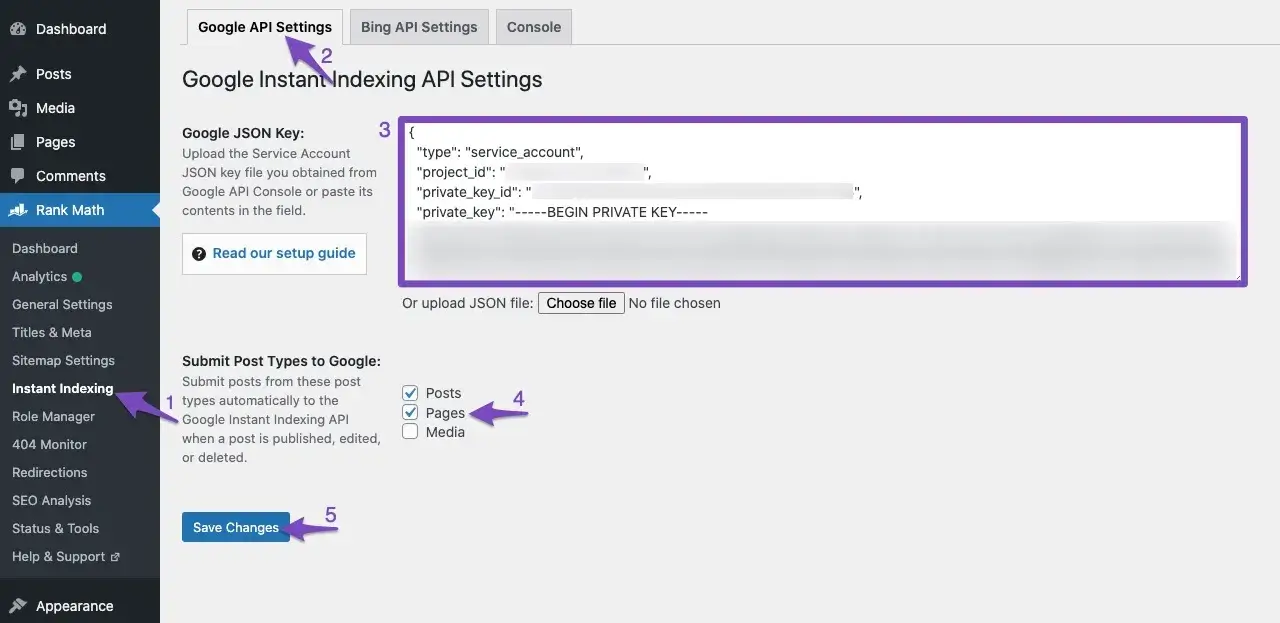 Dashboard
Posts
Media
Pages
Comments
Rank Math
Dashboard
Analytics
General Settings
Titles & Meta
Sitemap Settings
Instant Indexing
1
Role Manager
404 Monitor
Redirections
SEO Analysis
Status & Tools
Help & Support
Appearance
Google API Settings
Bing API Settings
Console
2
Google Instant Indexing API Settings
Google JSON Key:
Upload the Service Account
JSON key file you obtained from
Google API Console or paste its
contents in the field.
Read our setup guide
3
{
"type": "service_account",
"project_id": " ",
"private_key_id": " ",
"private_key": "-----BEGIN PRIVATE KEY-----
Or upload JSON file: Choose file No file chosen
Submit Post Types to Google:
Submit posts from these post
types automatically to the
Google Instant Indexing API
when a post is published, edited,
or deleted.
Posts
Pages
Media
4
Save Changes
5